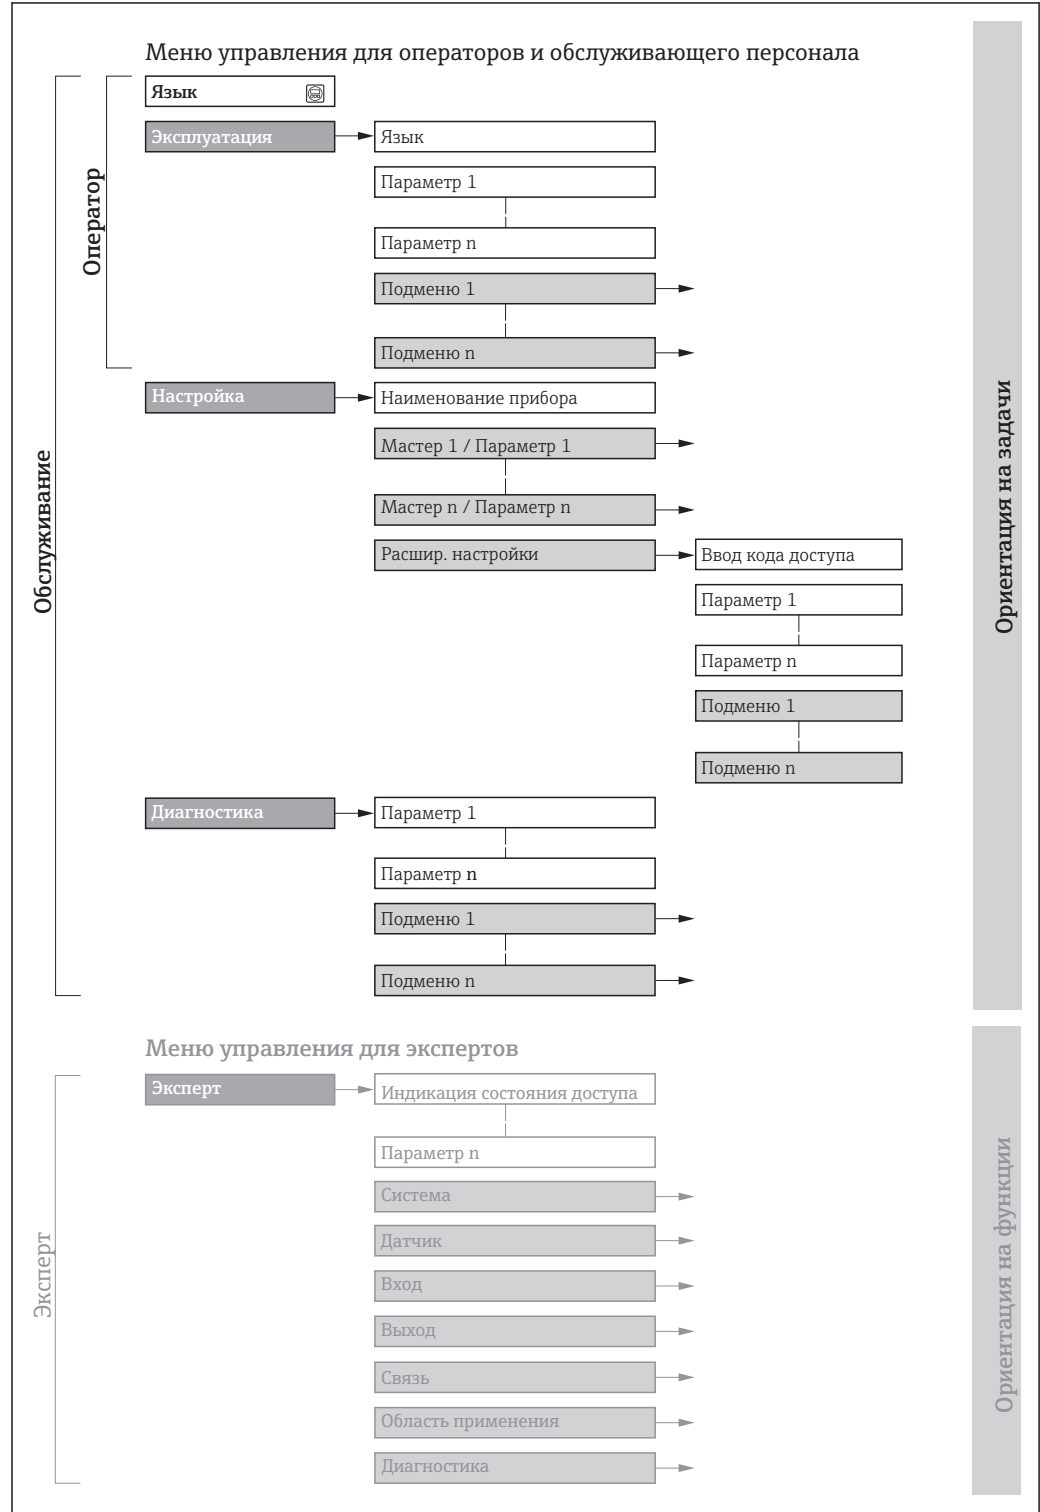 Меню управления для операторов и обслуживающего персонала
Язык
Эксплуатация
Язык
Параметр 1
Параметр n
Подменю 1
Подменю n
Оператор
Настройка
Наименование прибора
Мастер 1 / Параметр 1
Мастер n / Параметр n
Расшир. настройки
Ввод кода доступа
Параметр 1
Параметр n
Подменю 1
Подменю n
Обслуживание
Ориентация на задачи
Диагностика
Параметр 1
Параметр n
Подменю 1
Подменю n
Меню управления для экспертов
Эксперт
Индикация состояния доступа
Параметр n
Система
Датчик
Вход
Выход
Связь
Область применения
Диагностика
Эксперт
Ориентация на функции